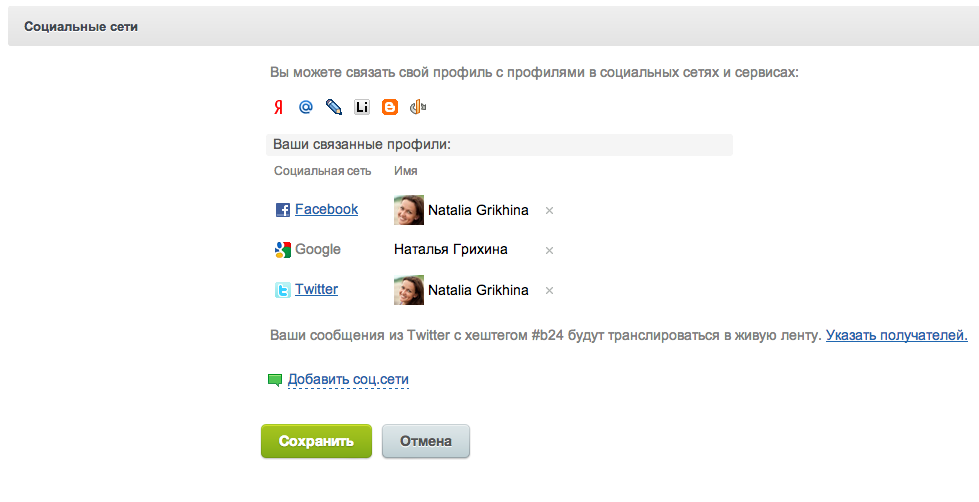 Социальные сети
Вы можете связать свой профиль с профилями в социальных сетях и сервисах:
Я @ Li B
Ваши связанные профили:
Социальная сеть Имя
Facebook Natalia Grikhina ×
Google Наталья Грихина ×
Twitter Natalia Grikhina ×
Ваши сообщения из Twitter с хештегом #b24 будут транслироваться в живую ленту. Указать получателей.
Добавить соц.сети
Сохранить Отмена